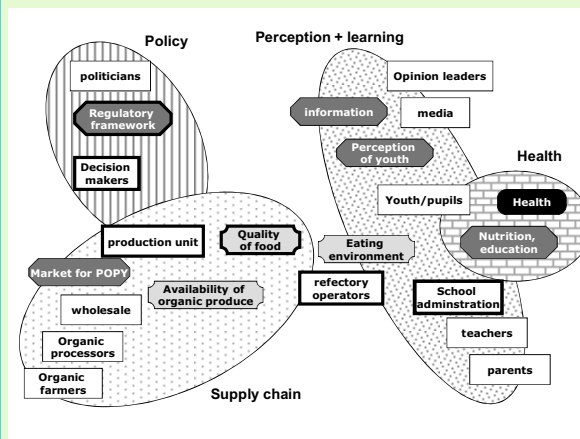 Policy
Perception + learning
politicians
Opinion leaders
Regulatory
framework
information
media
Perception
of youth
Health
Decision
makers
Youth/pupils
Health
production unit
Quality
of food
Eating
environment
Nutrition,
education
Market for POPY
Availability of
organic produce
refectory
operators
School
adminstration
wholesale
teachers
Organic
processors
parents
Organic
farmers
Supply chain